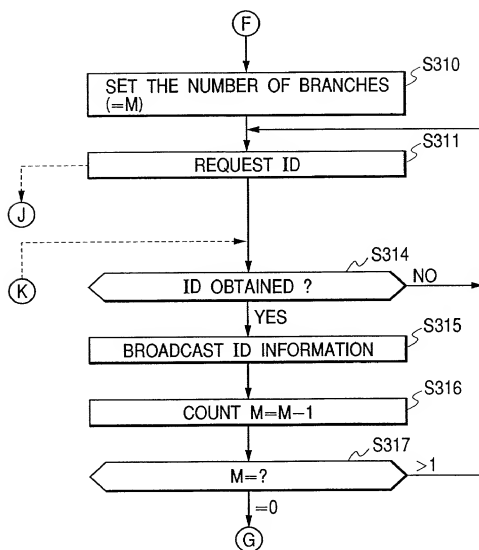 F
S310
SET THE NUMBER OF BRANCHES
(=M)
S311
REQUEST ID
J
K
S314
ID OBTAINED ?
NO
YES
S315
BROADCAST ID INFORMATION
S316
COUNT M=M-1
S317
M=?
>1
=0
G